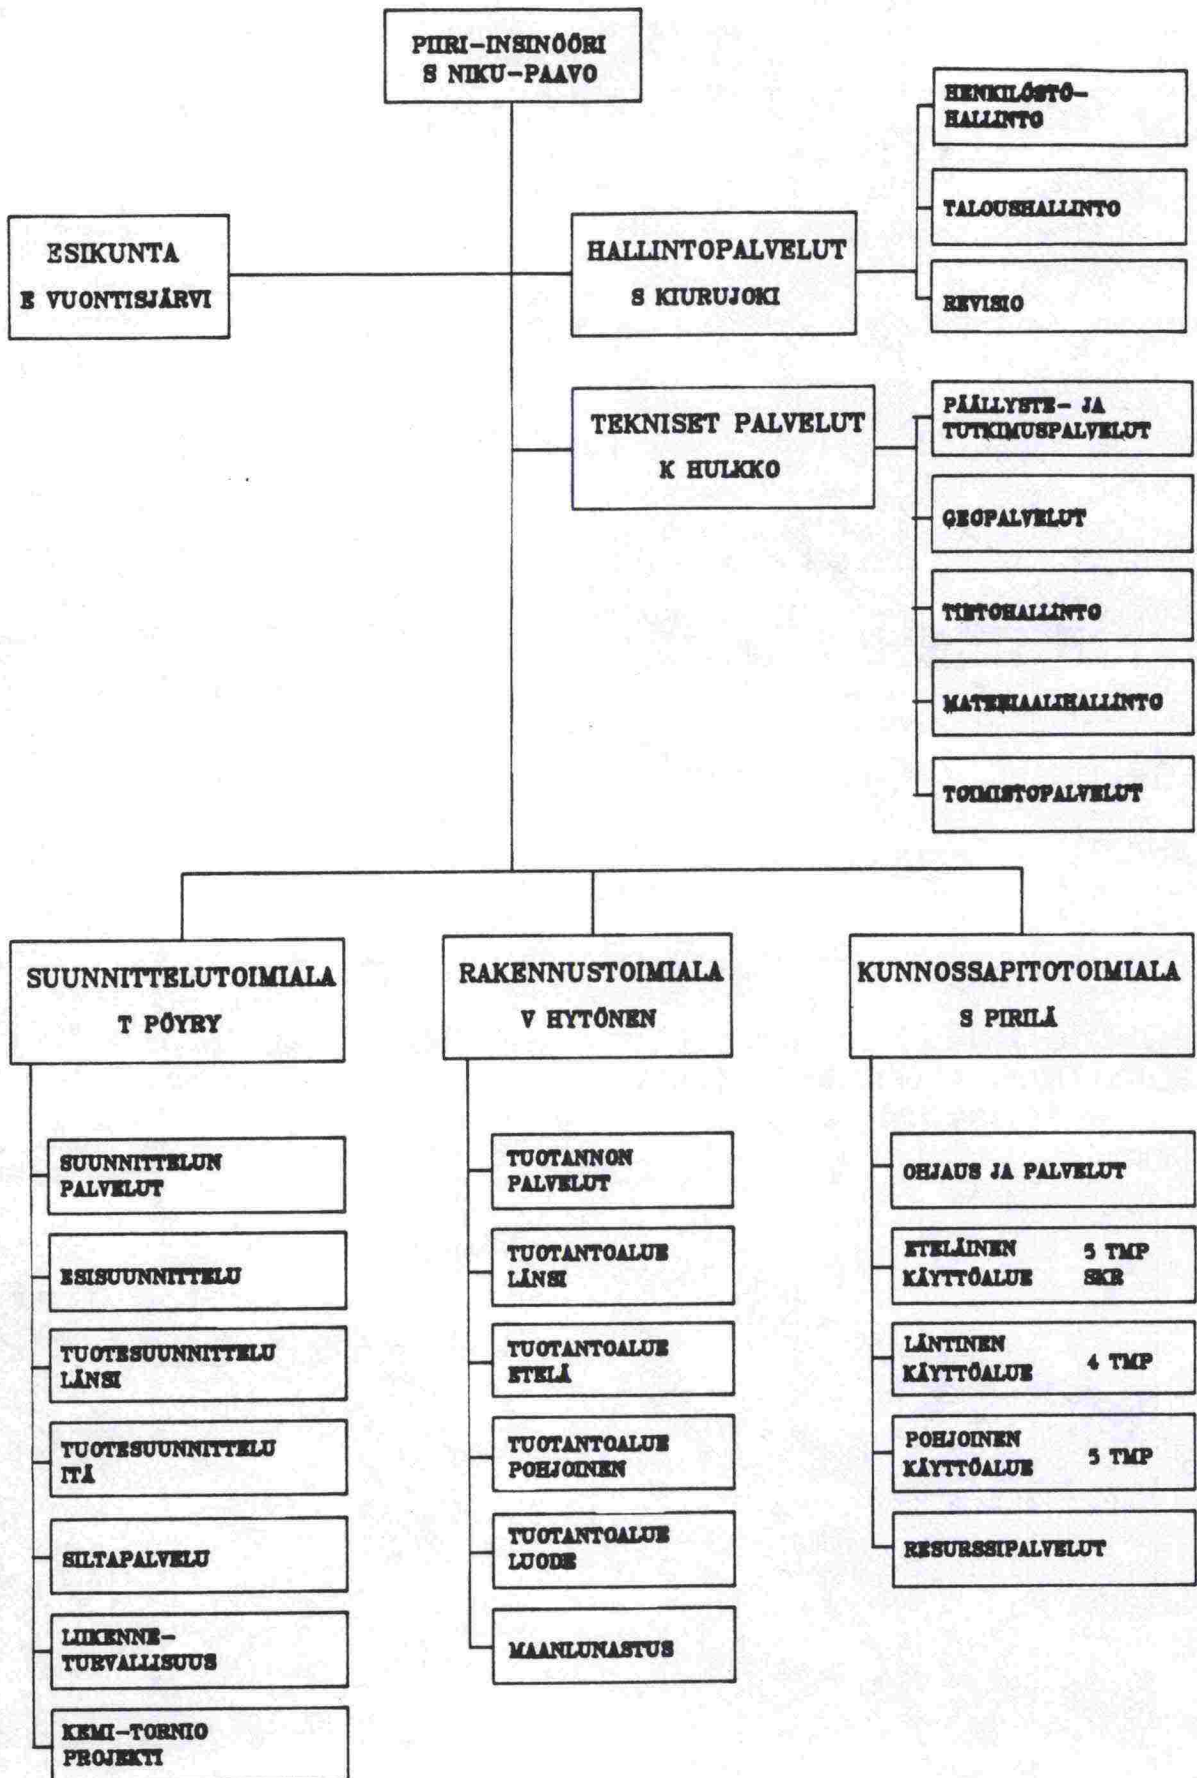 PIIRI-INSINÖÖRI
S NIKU-PAAVO
ESIKUNTA
E VUONTISJÄRVI
HALLINTOPALVELUT
S KIURUJOKI
HENKILÖSTÖ-
HALLINTO
TALOUSHALLINTO
REVISIO
TEKNISET PALVELUT
K HULKKO
PÄÄLLYSTE- JA
TUTKIMUSPALVELUT
GEOPALVELUT
TIETOHALLINTO
MATERIAALIHALLINTO
TOIMISTOPALVELUT
SUUNNITTELUTOIMIALA
T PÖYRY
SUUNNITTELUN
PALVELUT
ESISUUNNITTELU
TUOTESUUNNITTELU
LÄNSI
TUOTESUUNNITTELU
ITÄ
SILTAPALVELU
LIIKENNE-
TURVALLISUUS
KEMI-TORNIO
PROJEKTI
RAKENNUSTOIMIALA
V HYTÖNEN
TUOTANNON
PALVELUT
TUOTANTOALUE
LÄNSI
TUOTANTOALUE
ETELÄ
TUOTANTOALUE
POHJOINEN
TUOTANTOALUE
LUODE
MAANLUNASTUS
KUNNOSSAPITOTOIMIALA
S PIRILÄ
OHJAUS JA PALVELUT
ETELÄINEN 5 TMP
KÄYTTÖALUE SKR
LÄNTINEN
KÄYTTÖALUE 4 TMP
POHJOINEN
KÄYTTÖALUE 5 TMP
RESURSSIPALVELUT